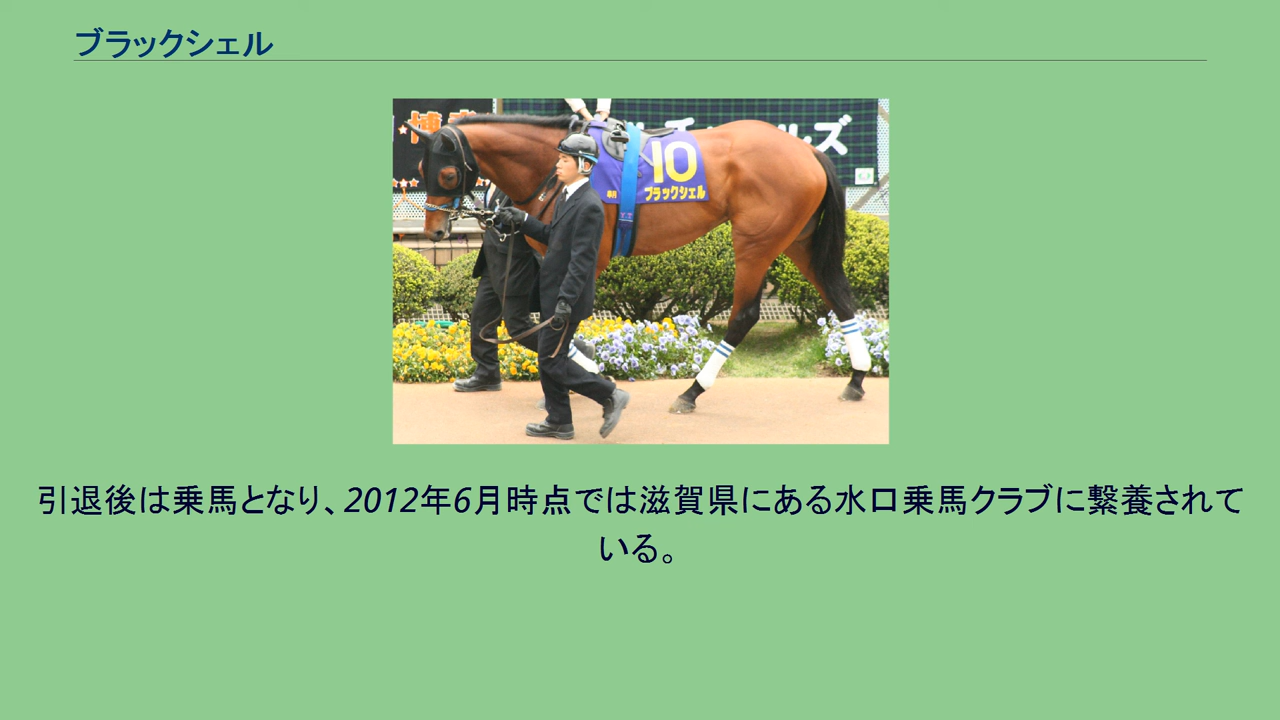 ブラックシェル
10
ブラックシェル
引退後は乗馬となり、2012年6月時点では滋賀県にある水口乗馬クラブに繋養されて
いる。